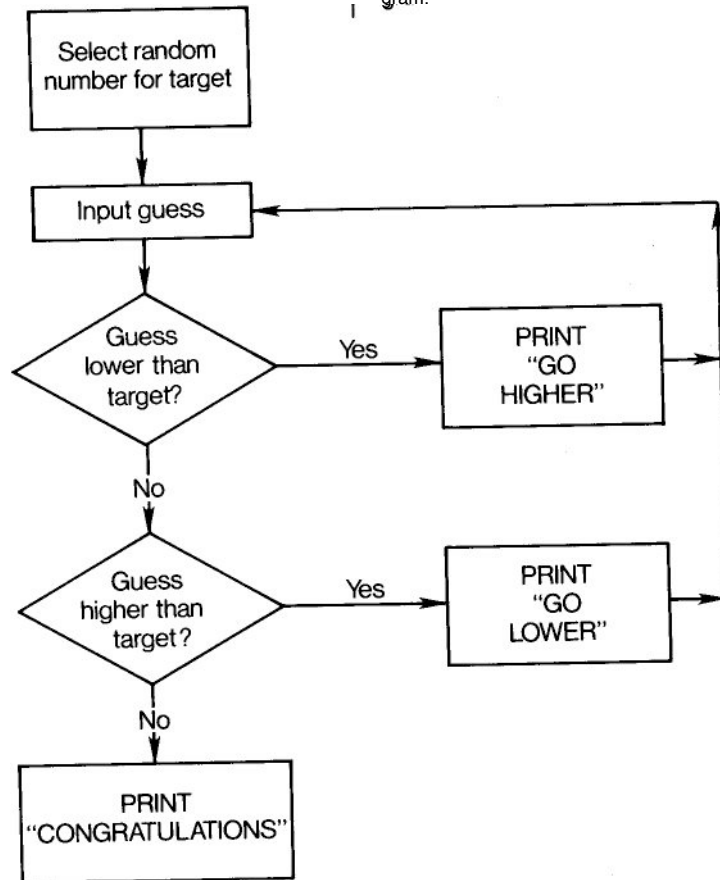 gram.
Select random
number for target
Input guess
Guess
lower than
target?
Yes
PRINT
“GO
HIGHER”
No
Guess
higher than
target?
Yes
PRINT
“GO
LOWER”
No
PRINT
“CONGRATULATIONS”